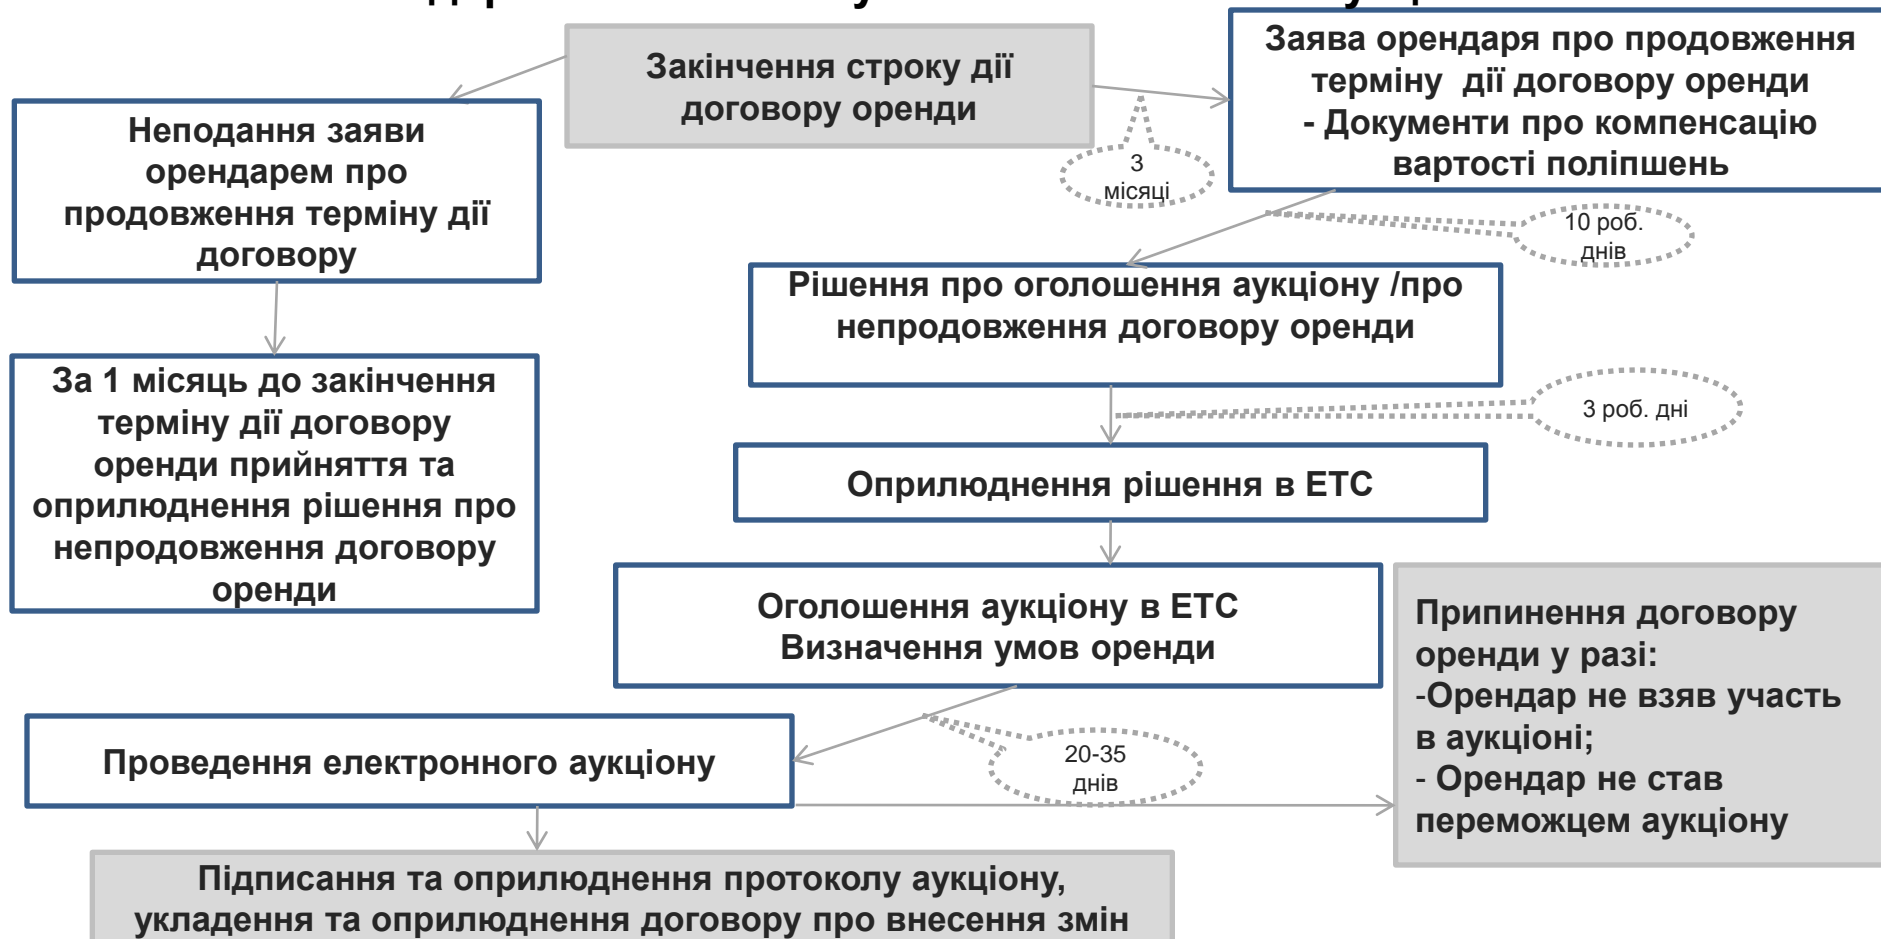 Закінчення строку дії
договору оренди
Заява орендаря про продовження
терміну дії договору оренди
- Документи про компенсацію
вартості поліпшень
Неподання заяви
орендарем про
продовження терміну дії
договору
3
місяці
10 роб.
днів
Рішення про оголошення аукціону /про
непродовження договору оренди
За 1 місяць до закінчення
терміну дії договору
оренди прийняття та
оприлюднення рішення про
непродовження договору
оренди
3 роб. дні
Оприлюднення рішення в ЕТС
Оголошення аукціону в ЕТС
Визначення умов оренди
Припинення договору
оренди у разі:
-Орендар не взяв участь
в аукціоні;
- Орендар не став
переможцем аукціону
Проведення електронного аукціону
20-35
днів
Підписання та оприлюднення протоколу аукціону,
укладення та оприлюднення договору про внесення змін